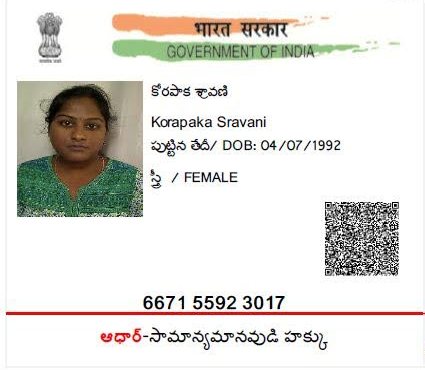 भारत सरकार
GOVERNMENT OF INDIA
కోరపాక శ్రావణి
Korapaka Sravani
పుట్టిన తేదీ/ DOB: 04/07/1992
స్త్రీ / FEMALE
6671 5592 3017
ఆధార్-సామాన్యమానవుడి హక్కు